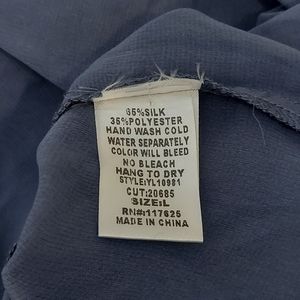 65%SILK
35%POLYESTER
HAND WASH COLD
WATER SEPARATELY
COLOR WILL BLEED
NO BLEACH
HANG TO DRY
STYLE:YL10981
CUT:20685
SIZE:L
RN#:117625
MADE IN CHINA